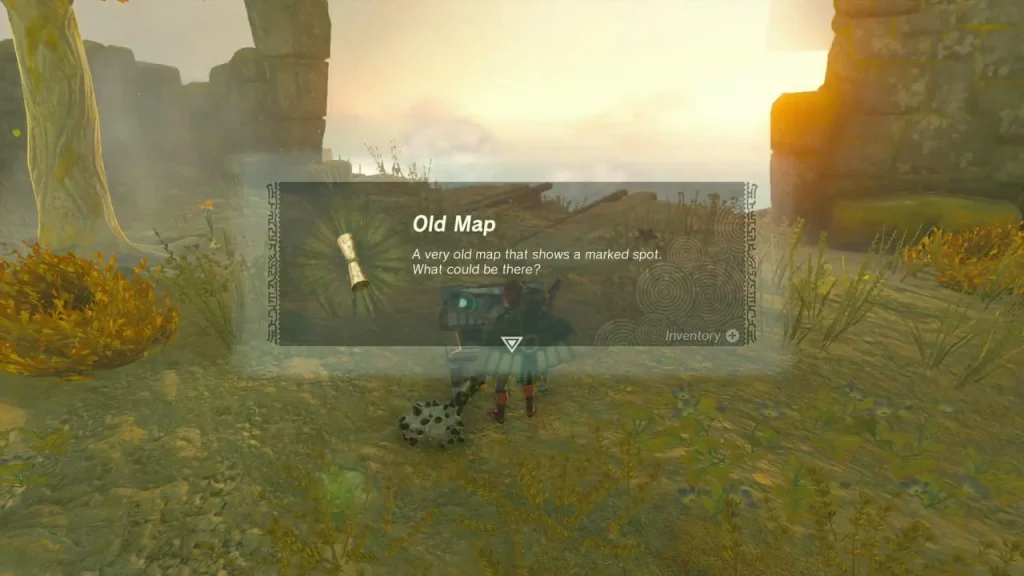 Old Map
A very old map that shows a marked spot.
What could be there?
Inventory